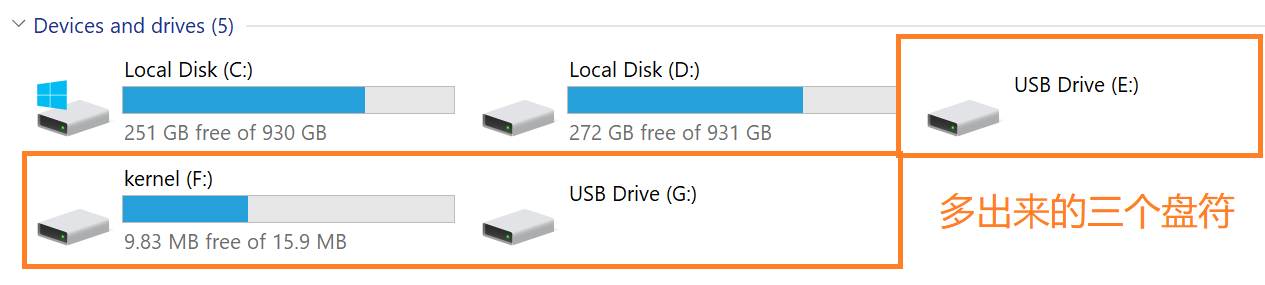 Devices and drives (5)
Local Disk (C:)
251 GB free of 930 GB
Local Disk (D:)
272 GB free of 931 GB
USB Drive (E:)
kernel (F:)
9.83 MB free of 15.9 MB
USB Drive (G:)
多出来的三个盘符